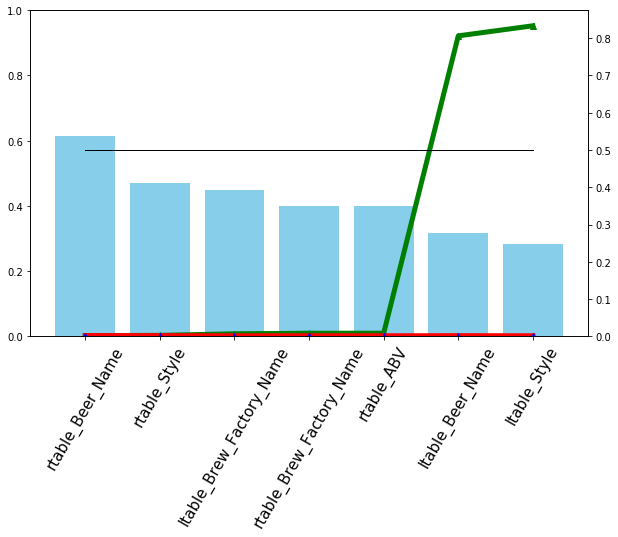 1.0
0.8
0.6
0.4
0.2
0.0
0.8
0.7
0.6
0.5
0.4
0.3
0.2
0.1
0.0
rtable_Beer_Name
rtable_Style
ltable_Brew_Factory_Name
rtable_Brew_Factory_Name
rtable_ABV
ltable_Beer_Name
ltable_Style